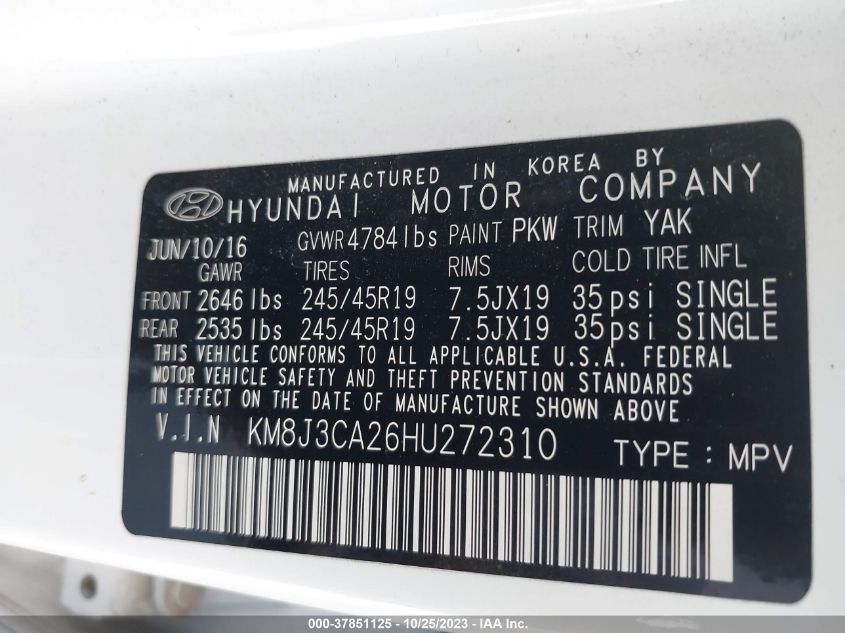 MANUFACTURED IN KOREA BY
HYUNDAI MOTOR COMPANY
JUN/10/16 GVWR 4784lbs PAINT PKW TRIM YAK
GAWR TIRES RIMS COLD TIRE INFL
FRONT 2646 lbs 245/45R19 7.5JX19 35psi SINGLE
REAR 2535 lbs 245/45R19 7.5JX19 35psi SINGLE
THIS VEHICLE CONFORMS TO ALL APPLICABLE U.S.A. FEDERAL
MOTOR VEHICLE SAFETY AND THEFT PREVENTION STANDARDS
IN EFFECT ON THE DATE OF MANUFACTURE SHOWN ABOVE.
V.I.N KM8J3CA26HU272310 TYPE : MPV
000-37851125 - 10/25/2023 - IAA Inc.